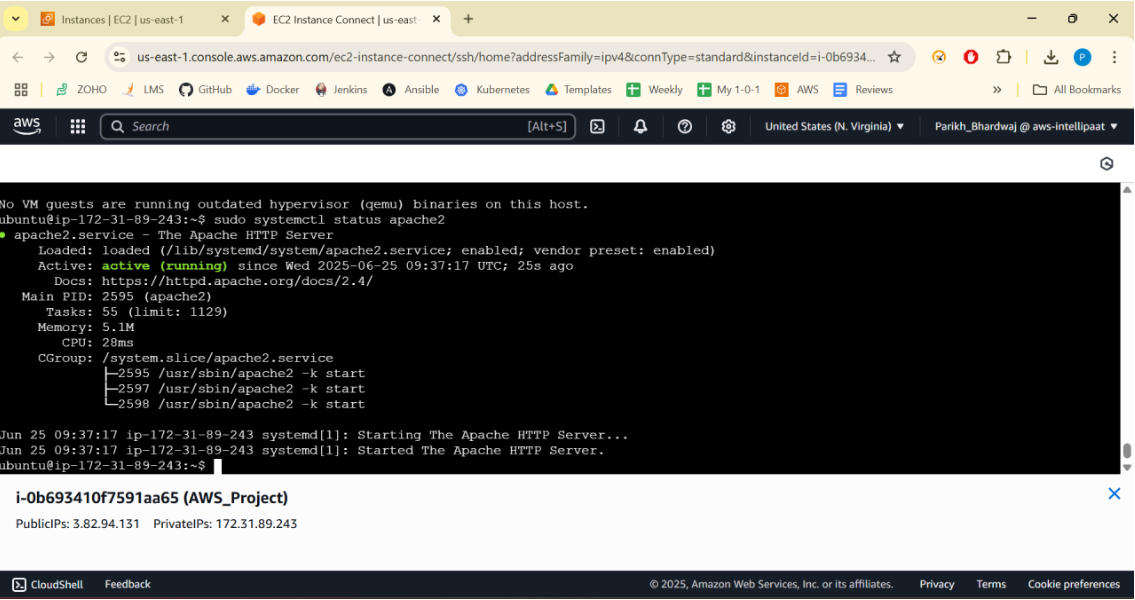 Instances | EC2 | us-east-1
EC2 Instance Connect | us-east-
us-east-1.console.aws.amazon.com/ec2-instance-connect/ssh/home?addressFamily=ipv4&connType=standard&instanceId=i-0b6934...
P
ZOHO LMS GitHub Docker Jenkins Ansible Kubernetes Templates Weekly My 1-0-1 AWS Reviews » All Bookmarks
aws Search [Alt+S] United States (N. Virginia) ▼ Parikh_Bhardwaj @ aws-intellipaat ▼
No VM guests are running outdated hypervisor (qemu) binaries on this host.
ubuntu@ip-172-31-89-243:~$ sudo systemctl status apache2
● apache2.service - The Apache HTTP Server
Loaded: loaded (/lib/systemd/system/apache2.service; enabled; vendor preset: enabled)
Active: active (running) since Wed 2025-06-25 09:37:17 UTC; 25s ago
Docs: https://httpd.apache.org/docs/2.4/
Main PID: 2595 (apache2)
Tasks: 55 (limit: 1129)
Memory: 5.1M
CPU: 28ms
CGroup: /system.slice/apache2.service
├─2595 /usr/sbin/apache2 -k start
├─2597 /usr/sbin/apache2 -k start
└─2598 /usr/sbin/apache2 -k start
Jun 25 09:37:17 ip-172-31-89-243 systemd[1]: Starting The Apache HTTP Server...
Jun 25 09:37:17 ip-172-31-89-243 systemd[1]: Started The Apache HTTP Server.
ubuntu@ip-172-31-89-243:~$
i-0b693410f7591aa65 (AWS_Project)
PublicIPs: 3.82.94.131 PrivateIPs: 172.31.89.243
CloudShell Feedback © 2025, Amazon Web Services, Inc. or its affiliates. Privacy Terms Cookie preferences